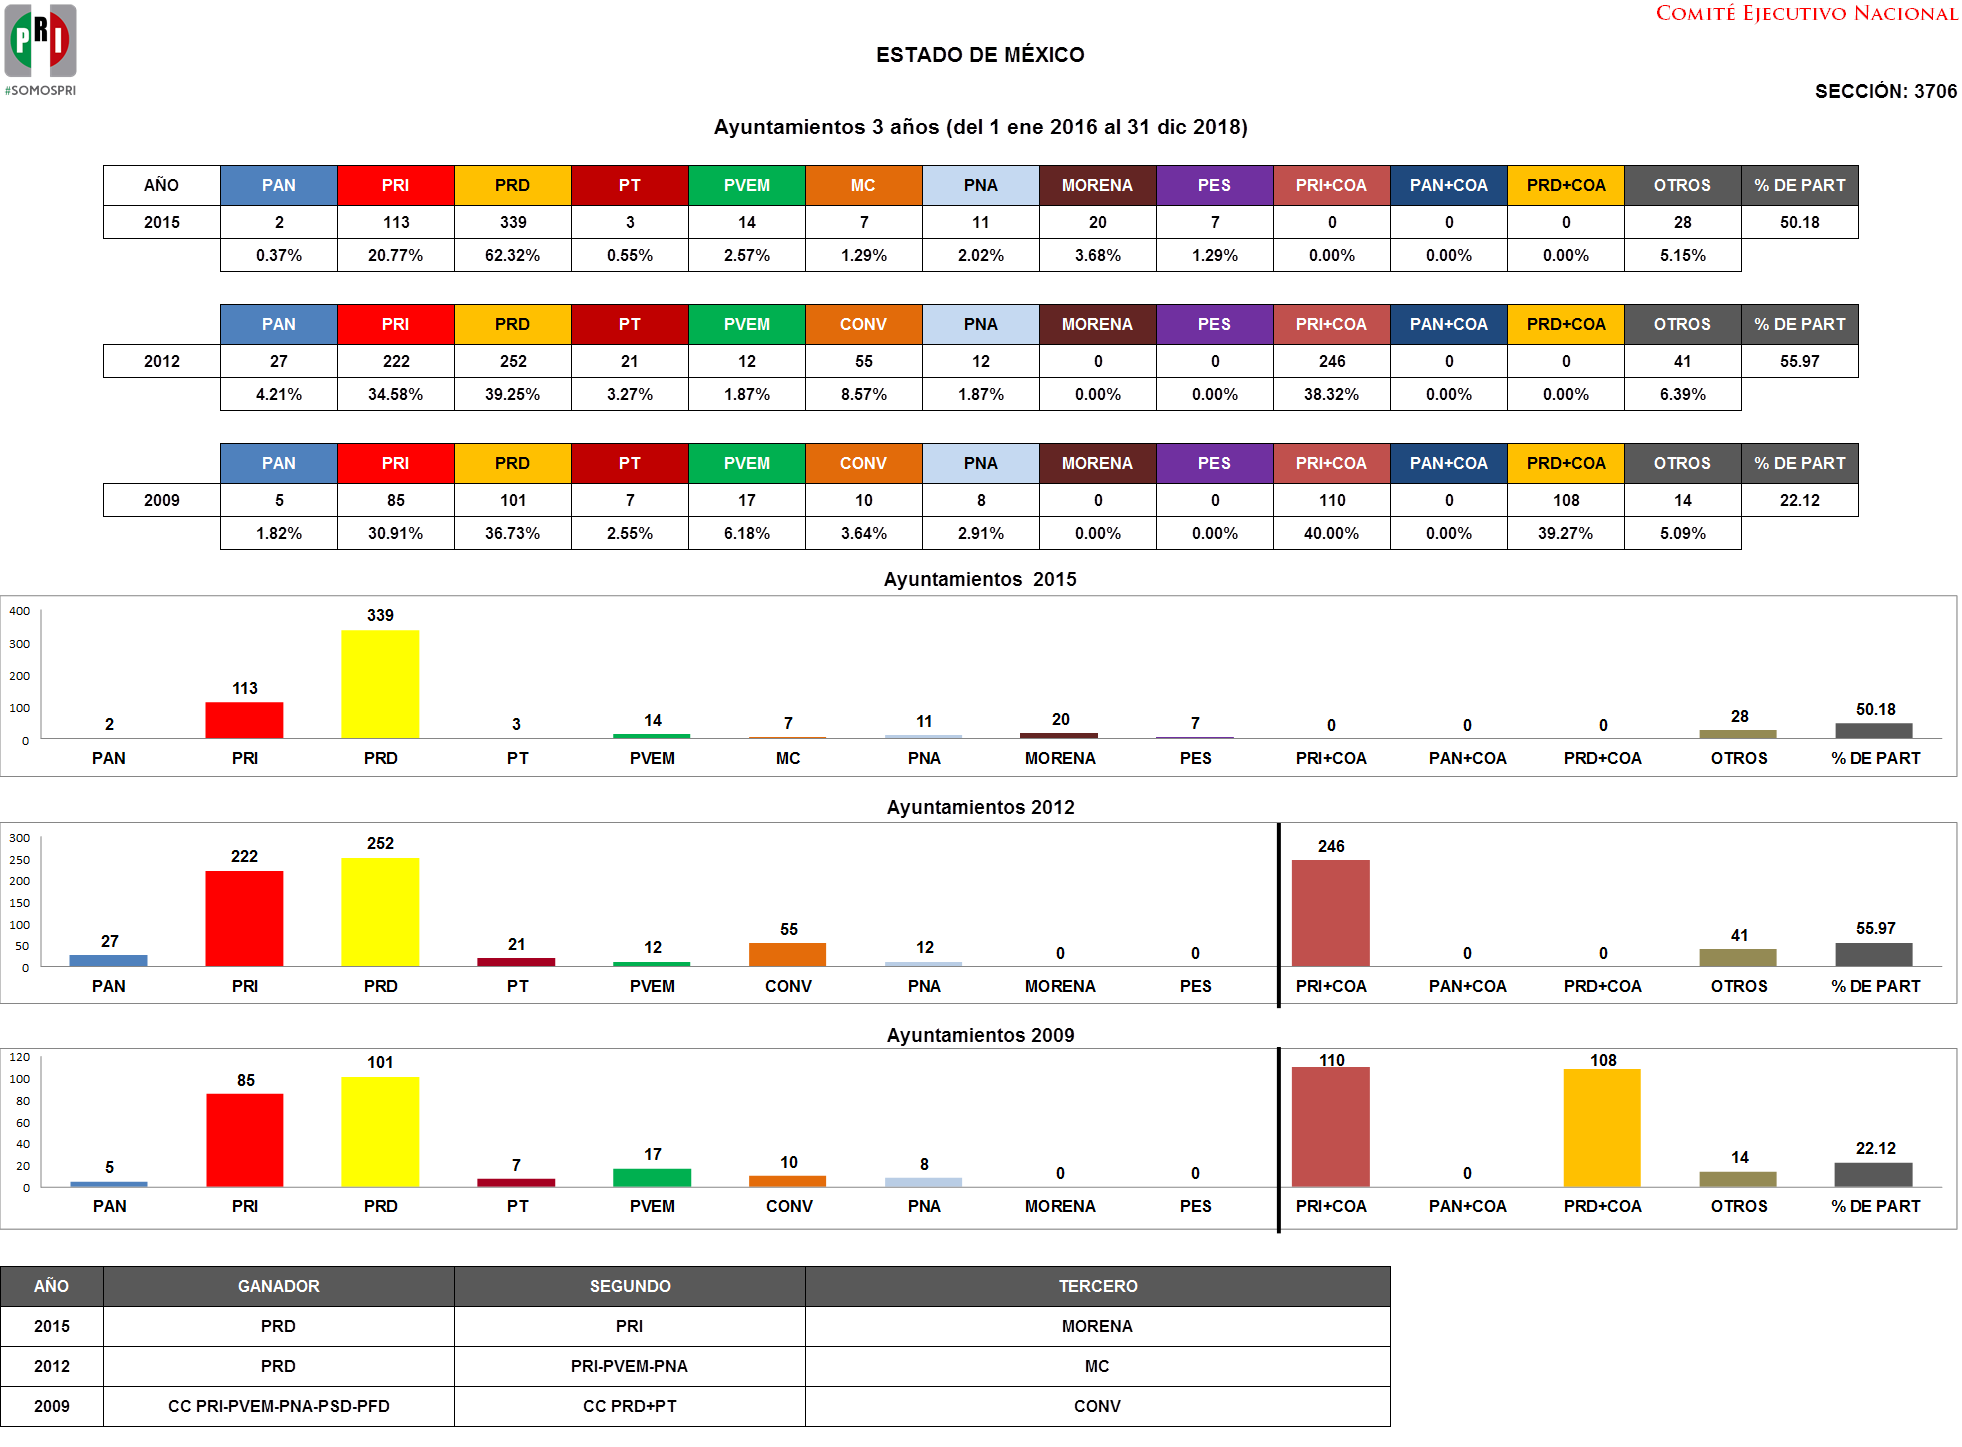 PRI
#SOMOSPRI
COMITÉ EJECUTIVO NACIONAL
ESTADO DE MÉXICO
SECCIÓN: 3706
Ayuntamientos 3 años (del 1 ene 2016 al 31 dic 2018)
AÑO PAN PRI PRD PT PVEM MC PNA MORENA PES PRI+COA PAN+COA PRD+COA OTROS % DE PART
2015 2 113 339 3 14 7 11 20 7 0 0 0 28 50.18
0.37% 20.77% 62.32% 0.55% 2.57% 1.29% 2.02% 3.68% 1.29% 0.00% 0.00% 0.00% 5.15%
PAN PRI PRD PT PVEM CONV PNA MORENA PES PRI+COA PAN+COA PRD+COA OTROS % DE PART
2012 27 222 252 21 12 55 12 0 0 246 0 0 41 55.97
4.21% 34.58% 39.25% 3.27% 1.87% 8.57% 1.87% 0.00% 0.00% 38.32% 0.00% 0.00% 6.39%
PAN PRI PRD PT PVEM CONV PNA MORENA PES PRI+COA PAN+COA PRD+COA OTROS % DE PART
2009 5 85 101 7 17 10 8 0 0 110 0 108 14 22.12
1.82% 30.91% 36.73% 2.55% 6.18% 3.64% 2.91% 0.00% 0.00% 40.00% 0.00% 39.27% 5.09%
Ayuntamientos 2015
400
300
200
100
0
2 113 339 3 14 7 11 20 7 0 0 0 28 50.18
PAN PRI PRD PT PVEM MC PNA MORENA PES PRI+COA PAN+COA PRD+COA OTROS % DE PART
Ayuntamientos 2012
300
250
200
150
100
50
0
27 222 252 21 12 55 12 0 0 246 0 0 41 55.97
PAN PRI PRD PT PVEM CONV PNA MORENA PES PRI+COA PAN+COA PRD+COA OTROS % DE PART
Ayuntamientos 2009
120
100
80
60
40
20
0
5 85 101 7 17 10 8 0 0 110 0 108 14 22.12
PAN PRI PRD PT PVEM CONV PNA MORENA PES PRI+COA PAN+COA PRD+COA OTROS % DE PART
AÑO GANADOR SEGUNDO TERCERO
2015 PRD PRI MORENA
2012 PRD PRI-PVEM-PNA MC
2009 CC PRI-PVEM-PNA-PSD-PFD CC PRD+PT CONV